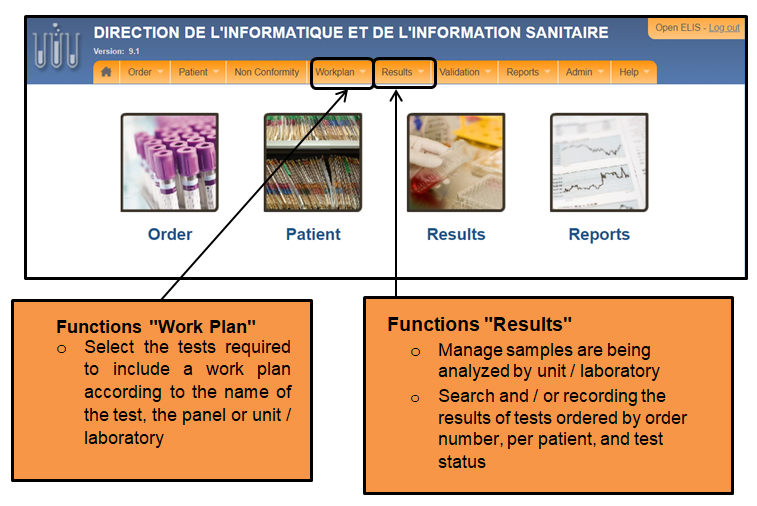 DIRECTION DE L'INFORMATIQUE ET DE L'INFORMATION SANITAIRE
Open ELIS - Log out
Version: 9.1
Order Patient Non Conformity Workplan Results Validation Reports Admin Help
Order Patient Results Reports
Functions "Work Plan"
o Select the tests required
to include a work plan
according to the name of
the test, the panel or unit /
laboratory
Functions "Results"
o Manage samples are being
analyzed by unit / laboratory
o Search and / or recording the
results of tests ordered by order
number, per patient, and test
status